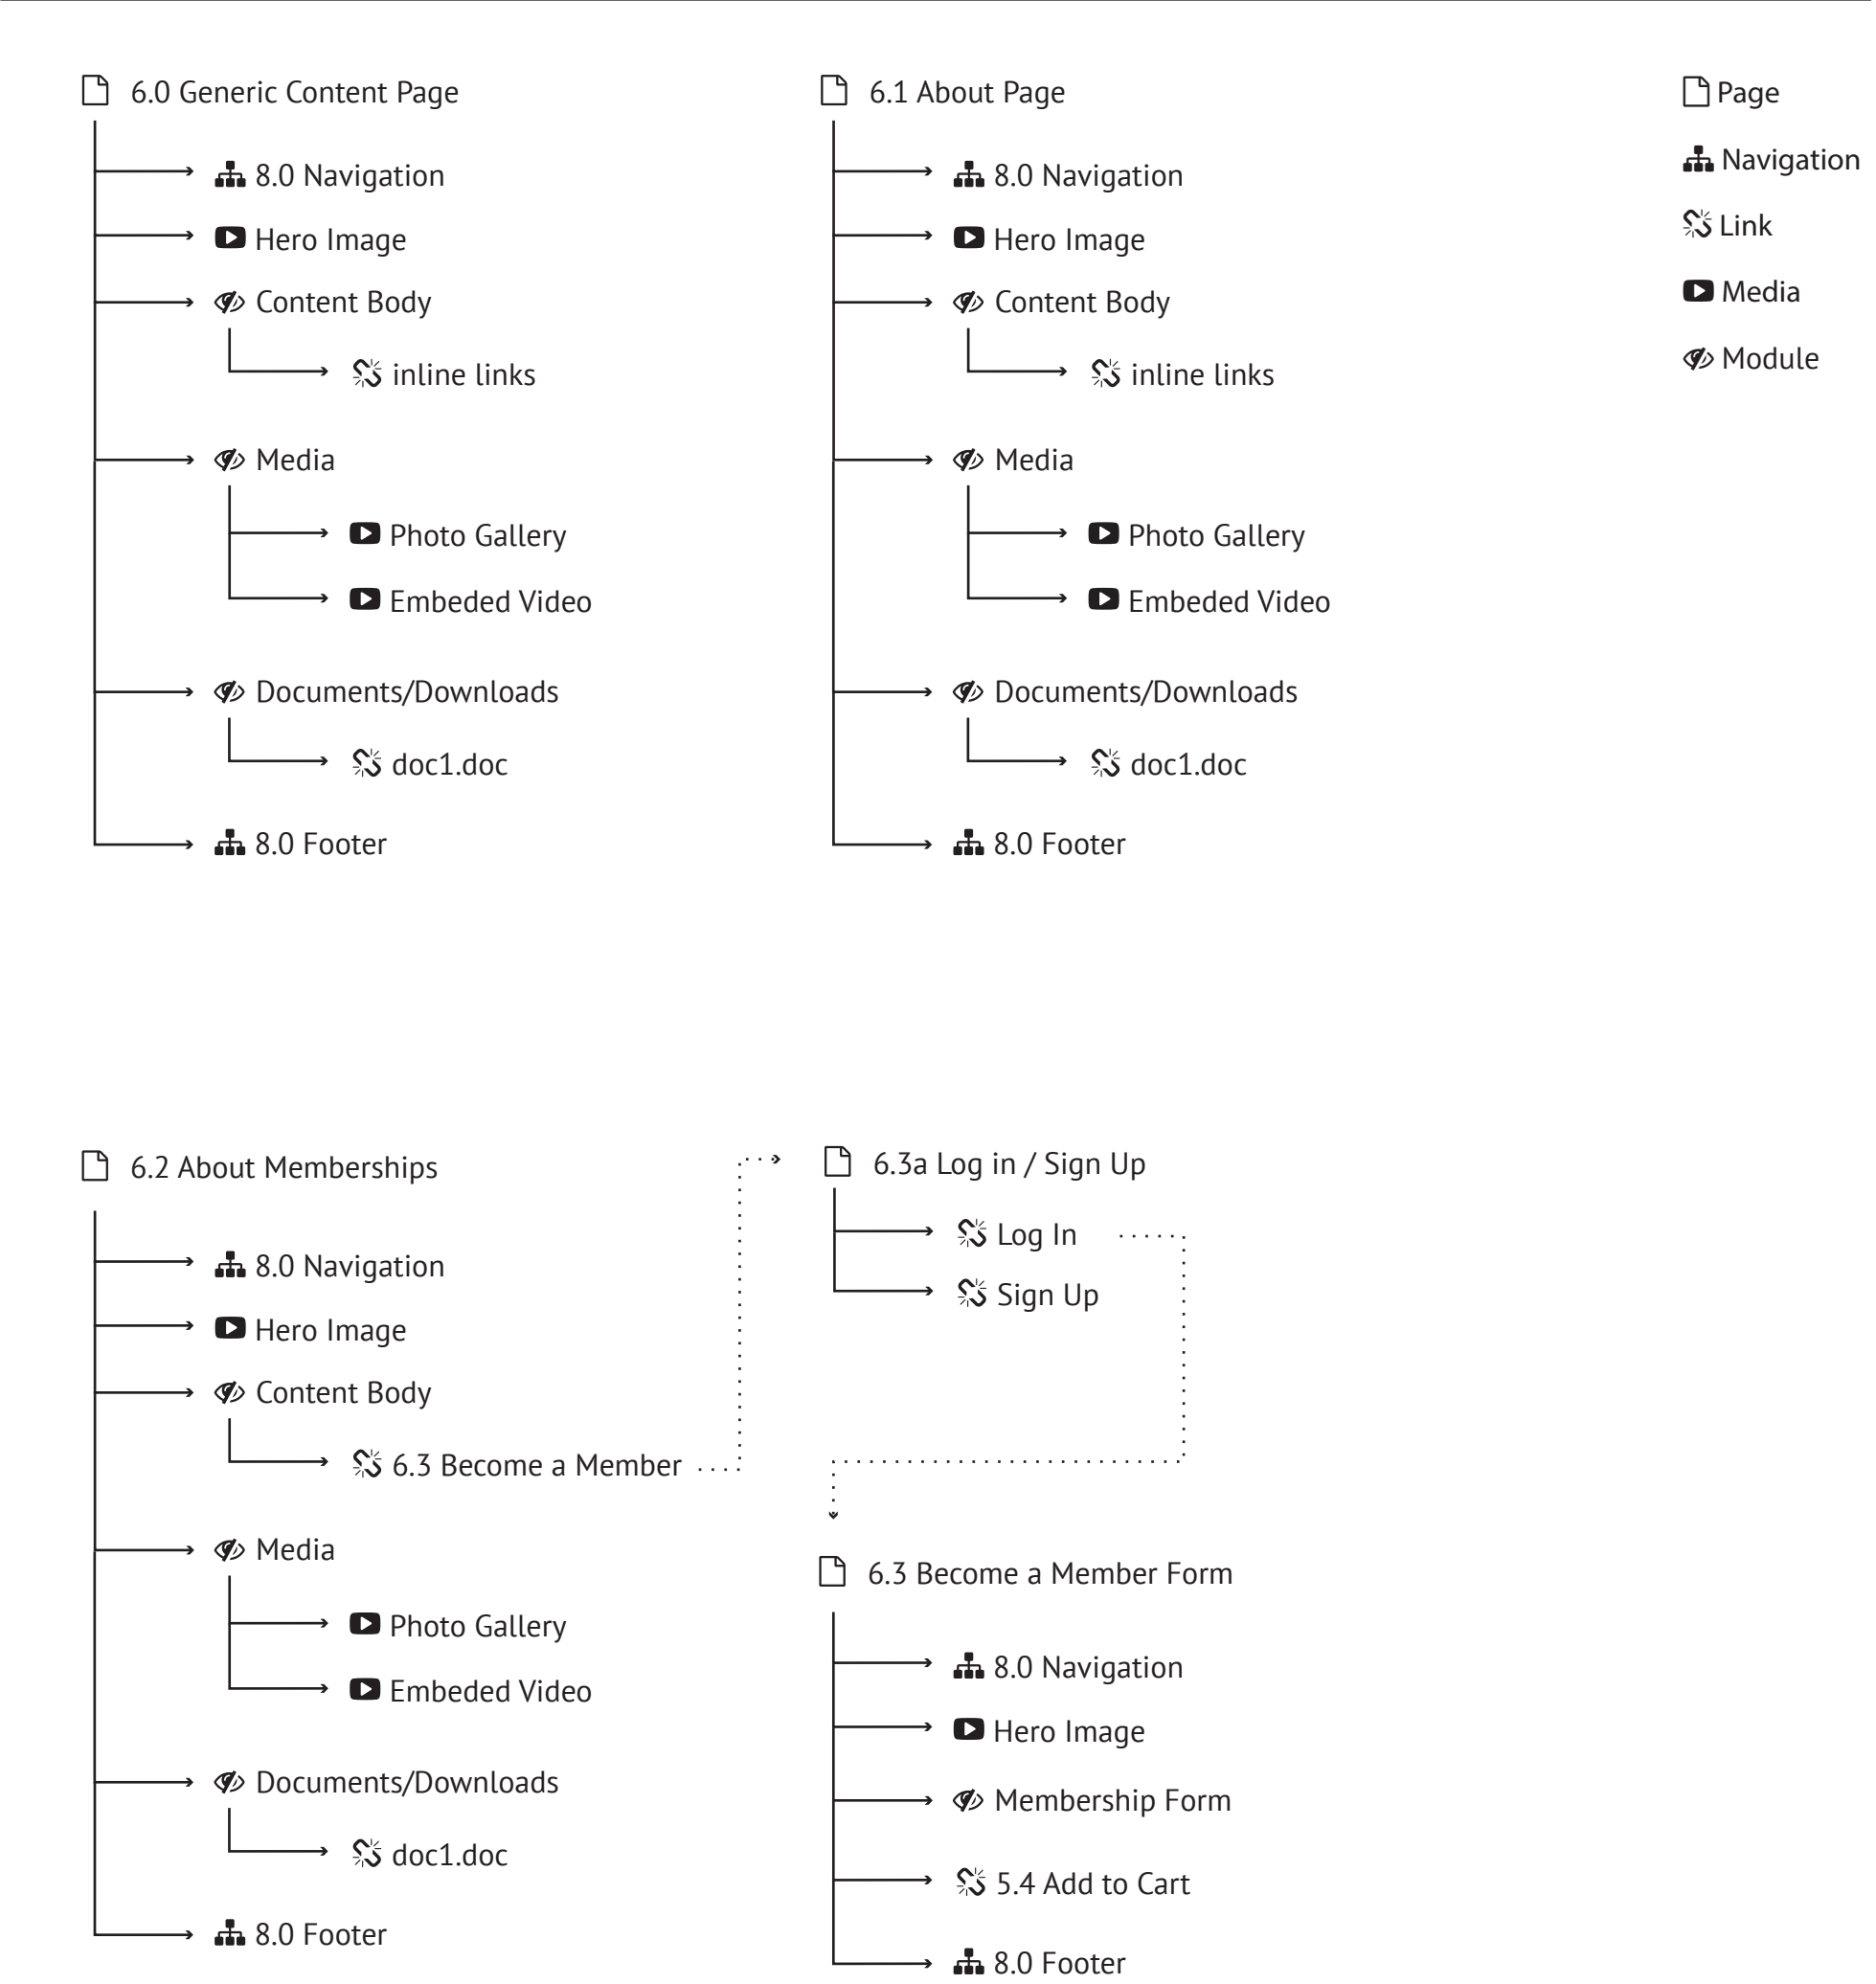 6.0 Generic Content Page
8.0 Navigation
Hero Image
Content Body
inline links
Media
Photo Gallery
Embeded Video
Documents/Downloads
doc1.doc
8.0 Footer
6.1 About Page
8.0 Navigation
Hero Image
Content Body
inline links
Media
Photo Gallery
Embeded Video
Documents/Downloads
doc1.doc
8.0 Footer
Page
Navigation
Link
Media
Module
6.2 About Memberships
8.0 Navigation
Hero Image
Content Body
6.3 Become a Member
Media
Photo Gallery
Embeded Video
Documents/Downloads
doc1.doc
8.0 Footer
6.3a Log in / Sign Up
Log In
Sign Up
6.3 Become a Member Form
8.0 Navigation
Hero Image
Membership Form
5.4 Add to Cart
8.0 Footer